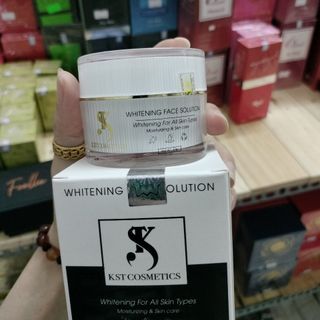 WHITENING FACE SOLUTION
Whitening For All Skin Types
Moisturizing & Skin care
WHITENING OLUTION
KST COSMETICS
Whitening For All Skin Types
Moisturizing & Skin care